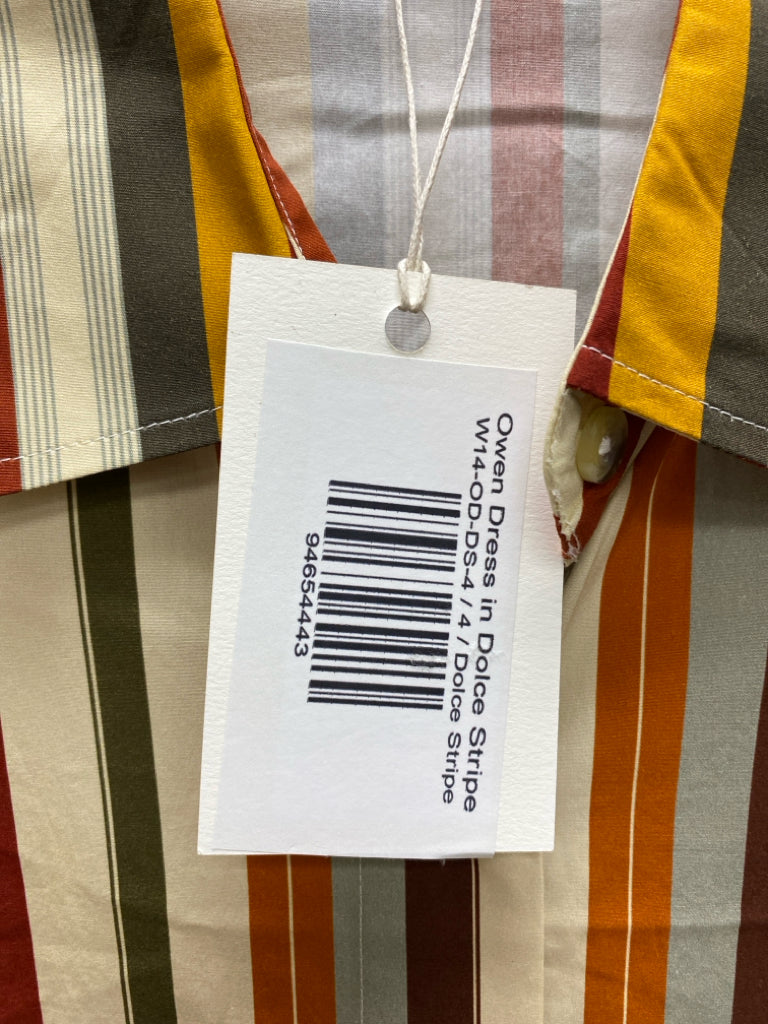 Owen Dress in Dolce Stripe
W14-OD-DS-4 / 4 / Dolce Stripe
94654443